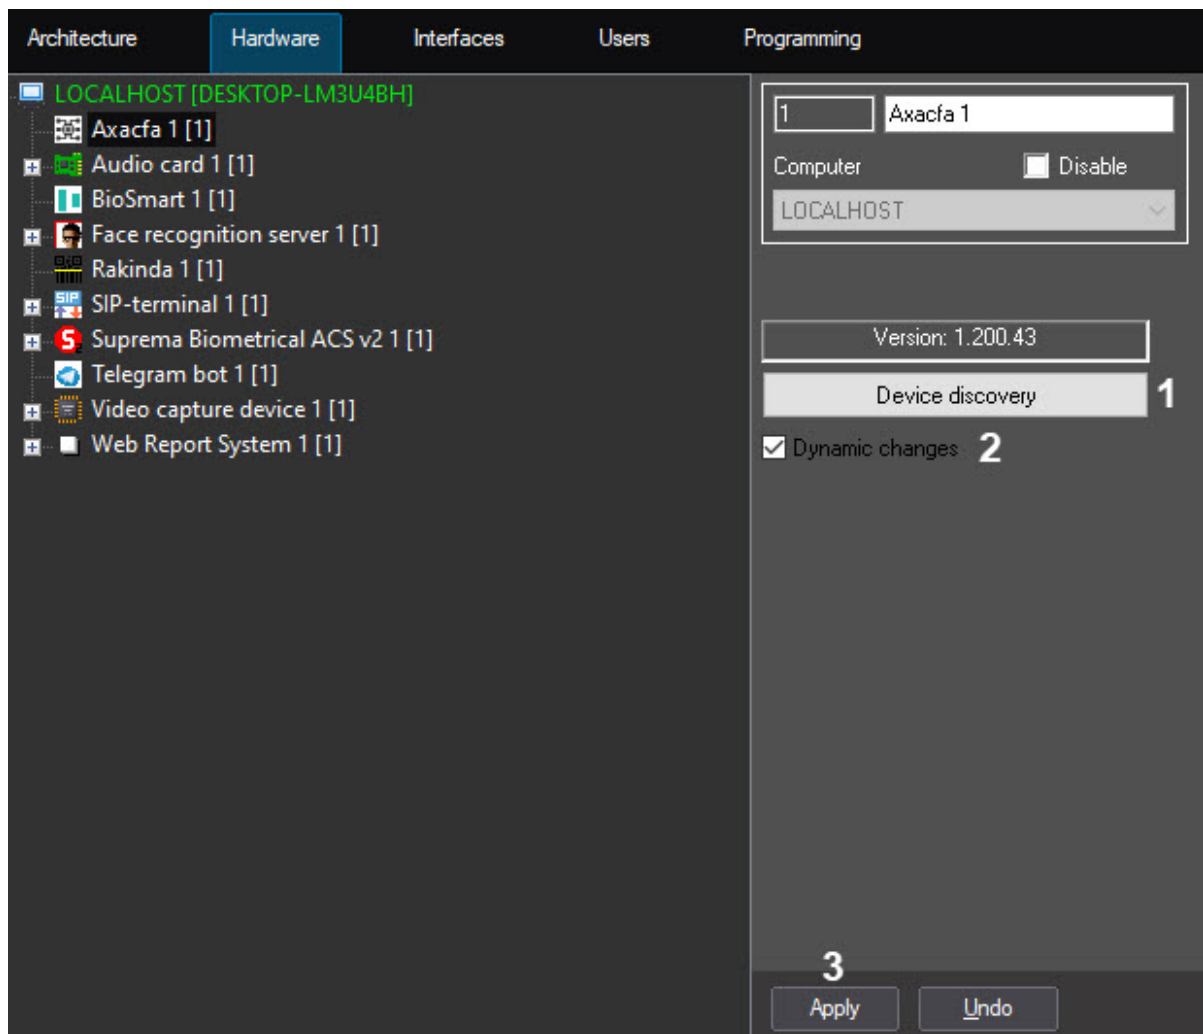 Architecture Hardware Interfaces Users Programming
LOCALHOST [DESKTOP-LM3U4BH]
Axacfa 1 [1]
Audio card 1 [1]
BioSmart 1 [1]
Face recognition server 1 [1]
Rakinda 1 [1]
SIP
SIP-terminal 1 [1]
S
Suprema Biometrical ACS v2 1 [1]
Telegram bot 1 [1]
Video capture device 1 [1]
Web Report System 1 [1]
1 Axacfa 1
Computer Disable
LOCALHOST
Version: 1.200.43
Device discovery 1
Dynamic changes 2
3
Apply Undo